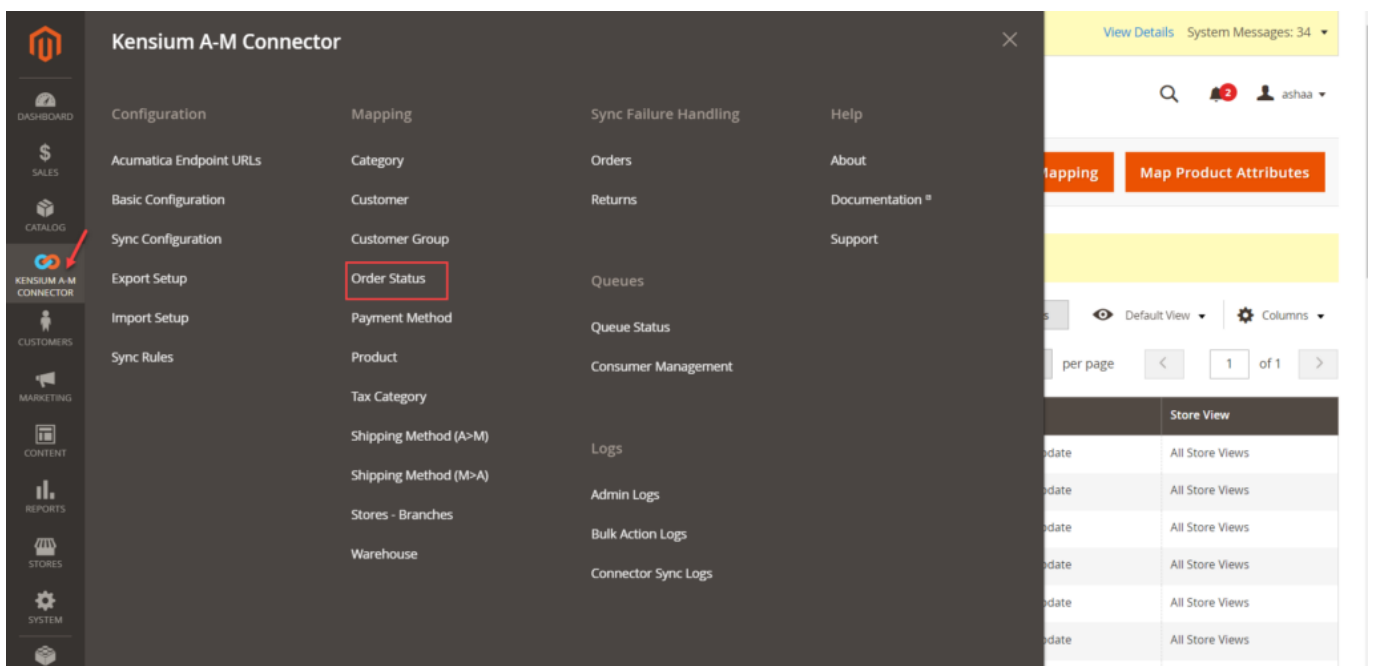 Kensium A-M Connector
View Details System Messages: 34
2 ashaa
DASHBOARD
SALES
CATALOG
KENSIUM A-M
CONNECTOR
CUSTOMERS
MARKETING
CONTENT
REPORTS
STORES
SYSTEM
Configuration
Acumatica Endpoint URLs
Basic Configuration
Sync Configuration
Export Setup
Import Setup
Sync Rules
Mapping
Category
Customer
Customer Group
Order Status
Payment Method
Product
Tax Category
Shipping Method (A>M)
Shipping Method (M>A)
Stores - Branches
Warehouse
Sync Failure Handling
Orders
Returns
Queues
Queue Status
Consumer Management
Logs
Admin Logs
Bulk Action Logs
Connector Sync Logs
Help
About
Documentation
Support
Map Product Attributes
Default View Columns
per page 1 of 1
Store View
All Store Views
All Store Views
All Store Views
All Store Views
All Store Views
All Store Views